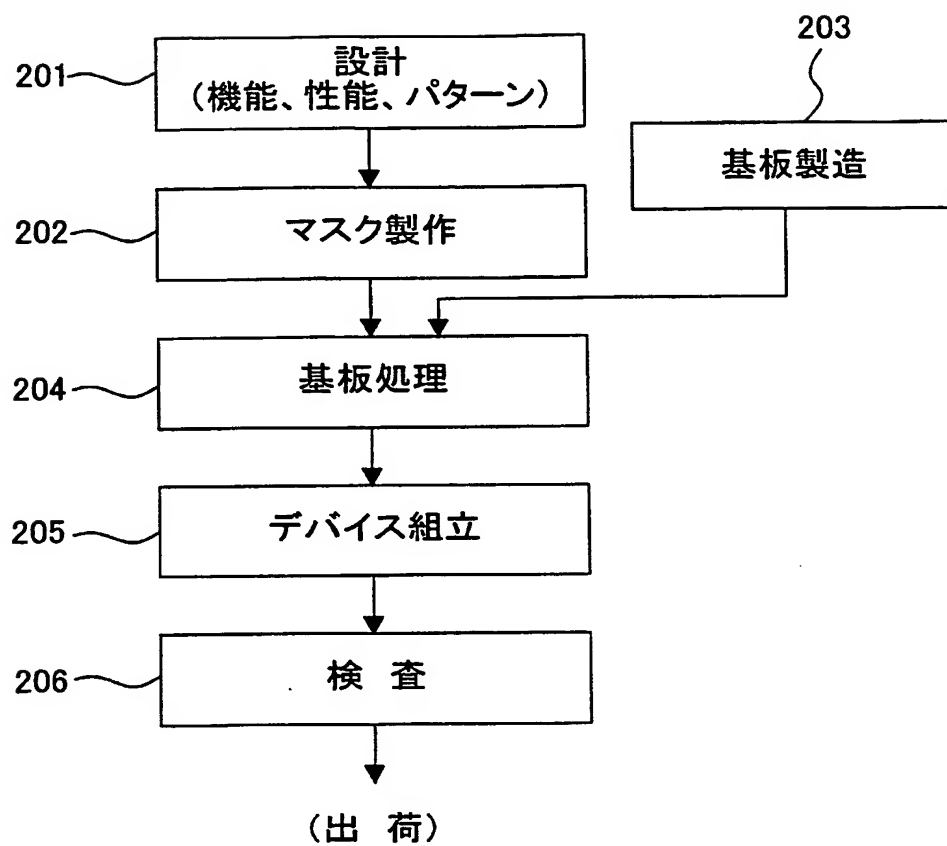 203
201
設計
（機能、性能、パターン）
基板製造
202
マスク製作
204
基板処理
205
デバイス組立
206
検 査
（出 荷）